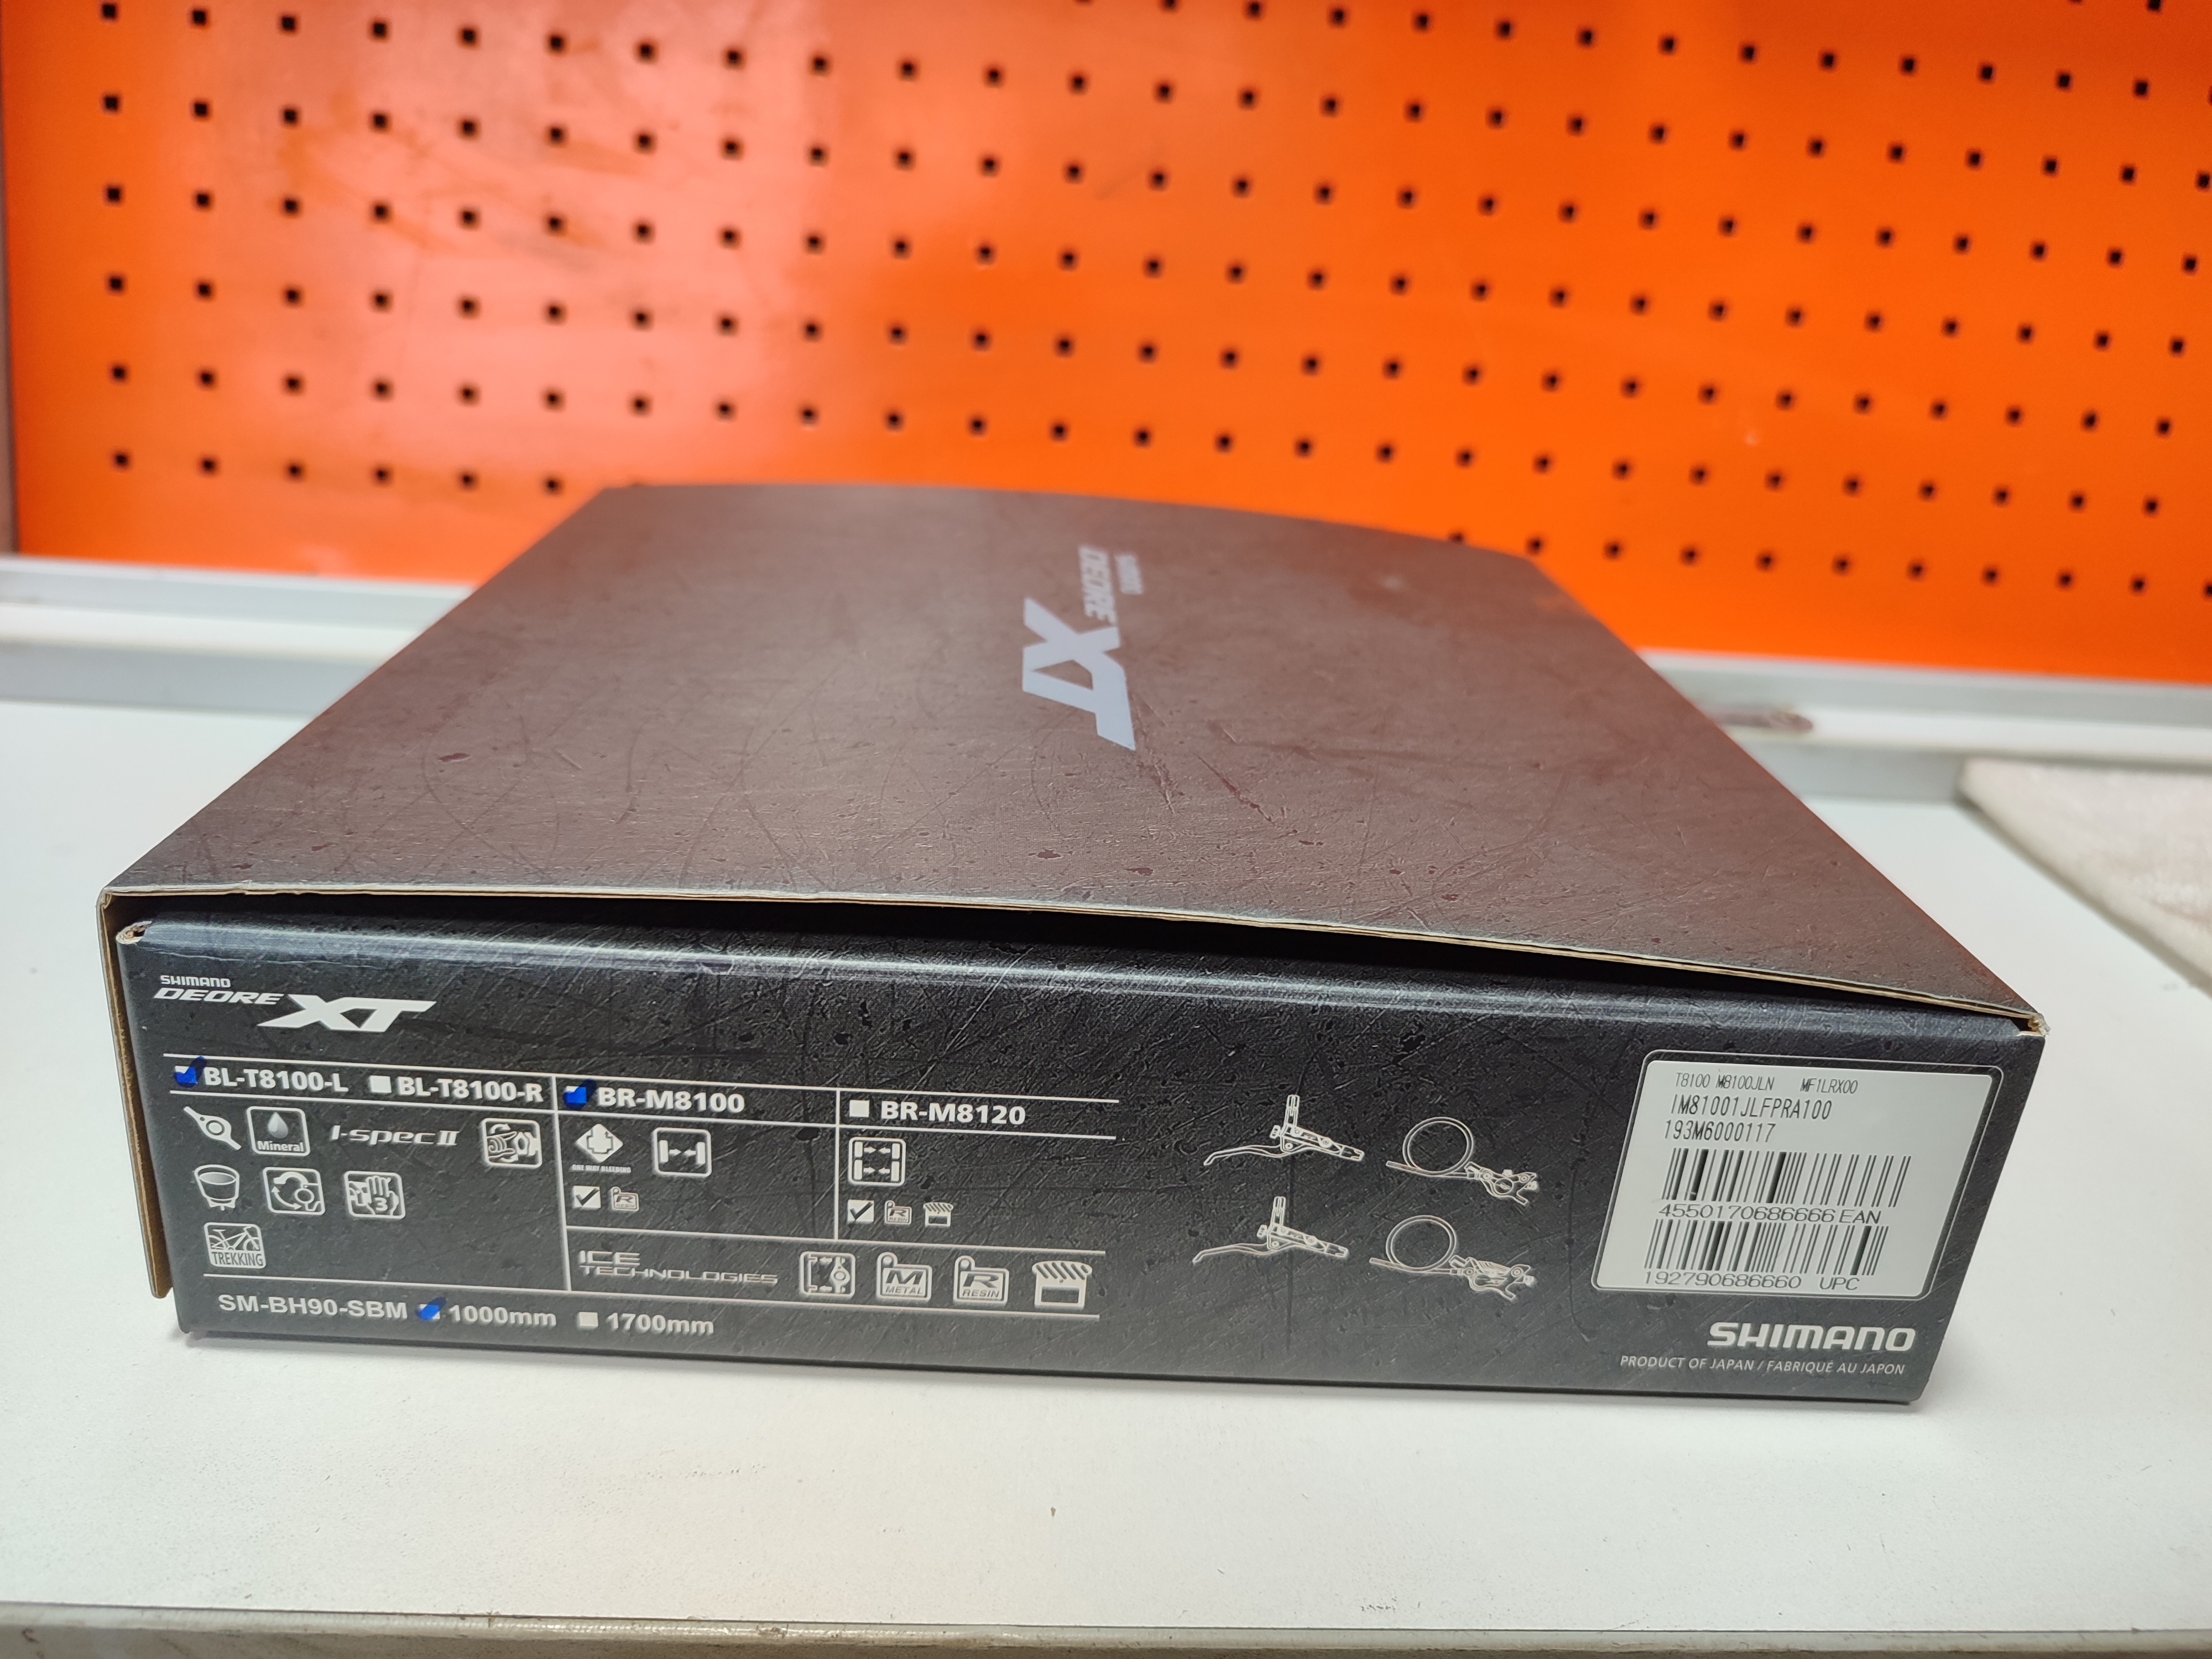 SHIMANO
DEORE
XT
SHIMANO
DEORE XT
BL-T8100-L BL-T8100-R BR-M8100 BR-M8120
Mineral I-SPEC II ONE WAY BLEEDING
R
R
3
TREKKING
ICE
TECHNOLOGIES
M
METAL
R
RESIN
SM-BH90-SBM 1000mm 1700mm
T8100 M8100JLN MF1LRX00
IM81001JLFPRA100
193M6000117
4550170686666 EAN
192790686660 UPC
SHIMANO
PRODUCT OF JAPAN / FABRIQUÉ AU JAPON